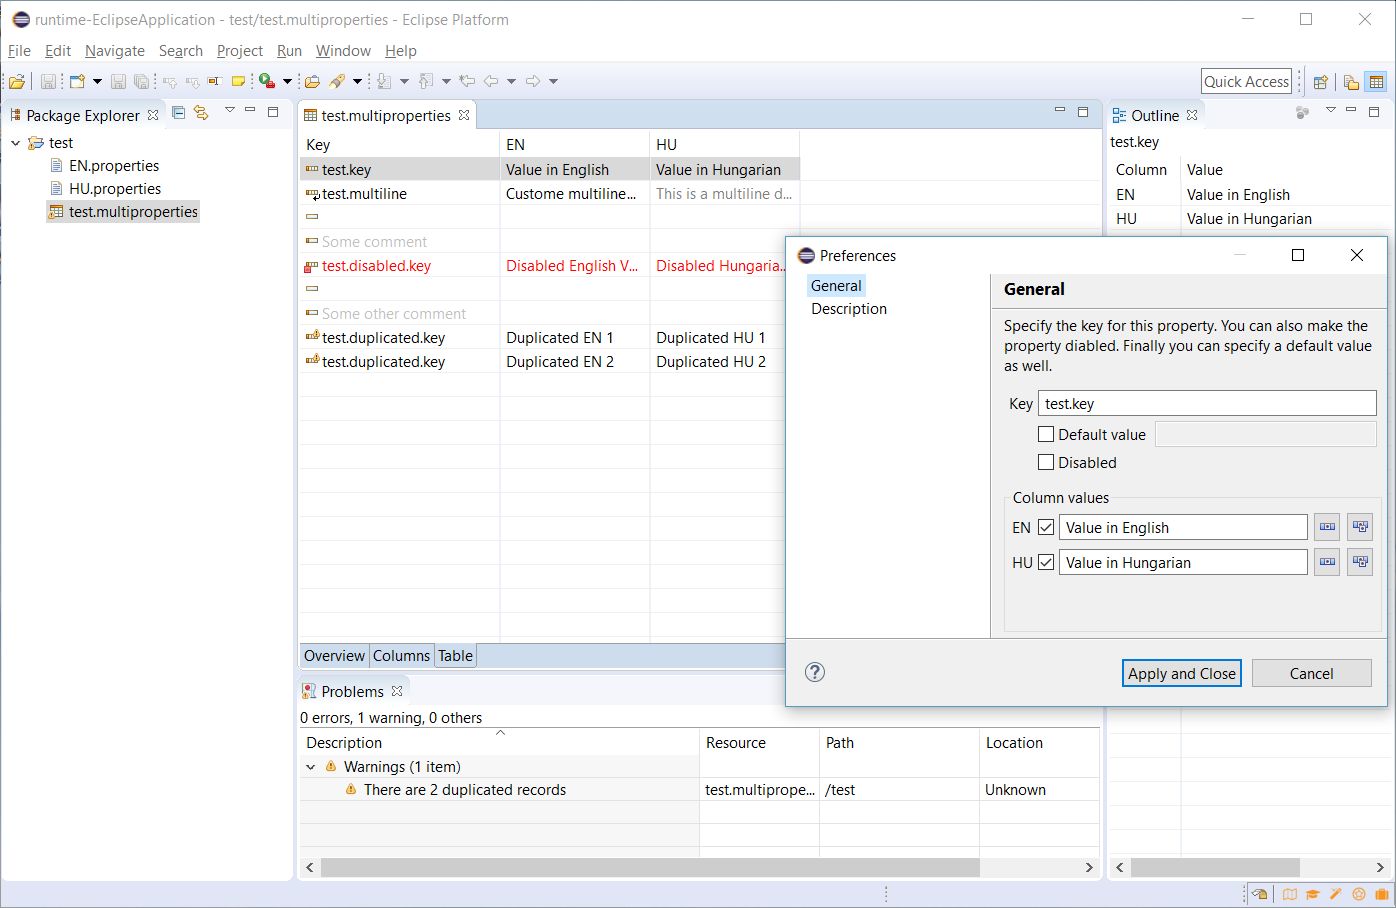 runtime-EclipseApplication - test/test.multiproperties - Eclipse Platform
File Edit Navigate Search Project Run Window Help
Quick Access
Package Explorer
test
EN.properties
HU.properties
test.multiproperties
test.multiproperties
Key EN HU
test.key Value in English Value in Hungarian
test.multiline Custome multiline... This is a multiline d...
Some comment
test.disabled.key Disabled English V... Disabled Hungaria...
Some other comment
test.duplicated.key Duplicated EN 1 Duplicated HU 1
test.duplicated.key Duplicated EN 2 Duplicated HU 2
Overview Columns Table
Outline
test.key
Column Value
EN Value in English
HU Value in Hungarian
Preferences
General
Description
General
Specify the key for this property. You can also make the
property diabled. Finally you can specify a default value
as well.
Key test.key
Default value
Disabled
Column values
EN Value in English
HU Value in Hungarian
Apply and Close Cancel
Problems
0 errors, 1 warning, 0 others
Description Resource Path Location
Warnings (1 item)
There are 2 duplicated records test.multiprope... /test Unknown